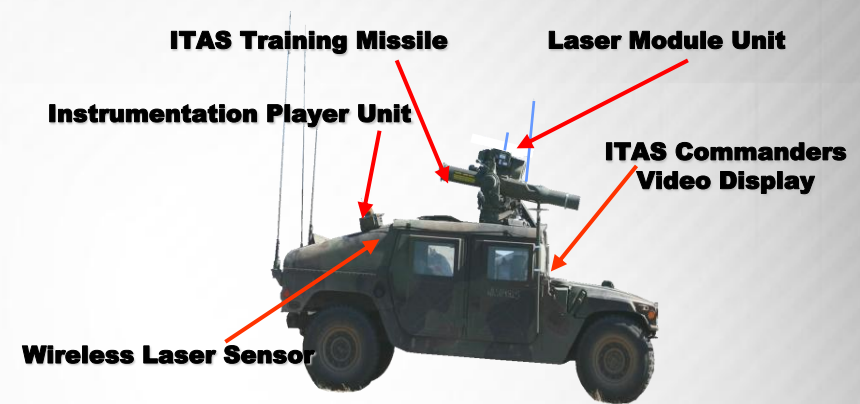 ITAS Training Missile
Laser Module Unit
Instrumentation Player Unit
ITAS Commanders
Video Display
Wireless Laser Sensor